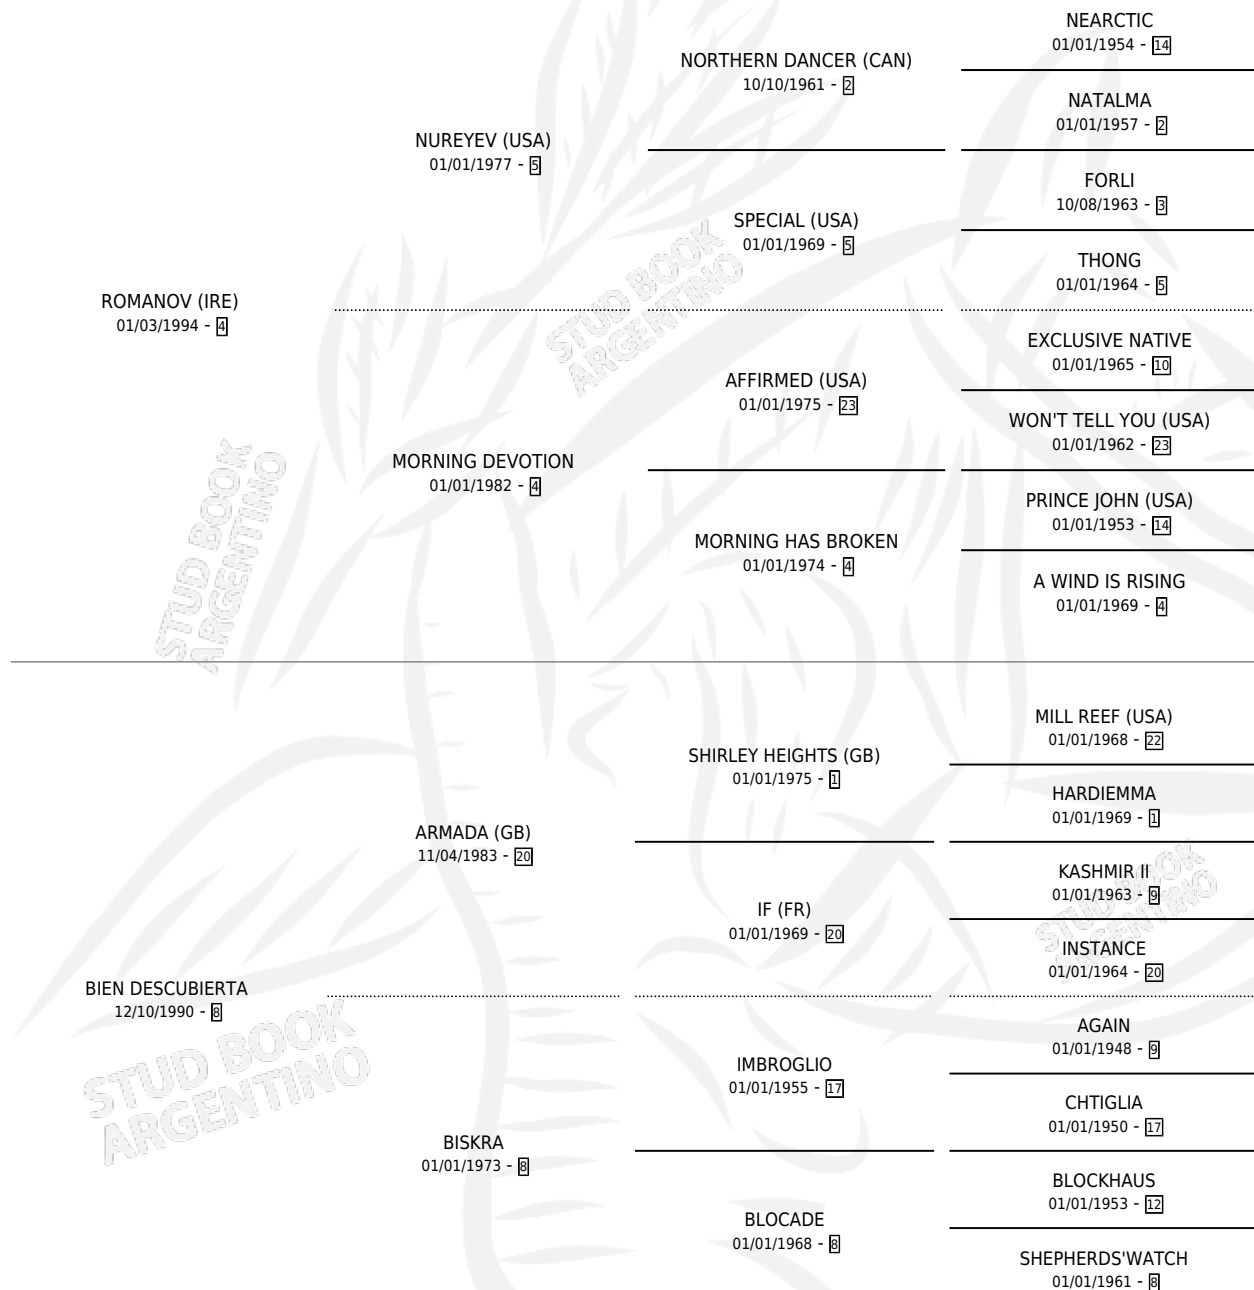 NEARCTIC
01/01/1954 - 14
NORTHERN DANCER (CAN)
10/10/1961 - 2
NATALMA
01/01/1957 - 2
NUREYEV (USA)
01/01/1977 - 5
FORLI
10/08/1963 - 3
SPECIAL (USA)
01/01/1969 - 5
THONG
01/01/1964 - 5
ROMANOV (IRE)
01/03/1994 - 4
EXCLUSIVE NATIVE
01/01/1965 - 10
AFFIRMED (USA)
01/01/1975 - 23
WON'T TELL YOU (USA)
01/01/1962 - 23
MORNING DEVOTION
01/01/1982 - 4
PRINCE JOHN (USA)
01/01/1953 - 14
MORNING HAS BROKEN
01/01/1974 - 4
A WIND IS RISING
01/01/1969 - 4
MILL REEF (USA)
01/01/1968 - 22
SHIRLEY HEIGHTS (GB)
01/01/1975 - 1
HARDIEMMA
01/01/1969 - 1
ARMADA (GB)
11/04/1983 - 20
KASHMIR II
01/01/1963 - 9
IF (FR)
01/01/1969 - 20
INSTANCE
01/01/1964 - 20
BIEN DESCUBIERTA
12/10/1990 - 8
AGAIN
01/01/1948 - 9
IMBROGLIO
01/01/1955 - 17
CHTIGLIA
01/01/1950 - 17
BISKRA
01/01/1973 - 8
BLOCKHAUS
01/01/1953 - 12
BLOCADE
01/01/1968 - 8
SHEPHERDS'WATCH
01/01/1961 - 8
STUD BOOK
ARGENTINO
STUD BOOK
ARGENTINO
STUD BOOK
ARGENTINO
STUD BOOK
ARGENTINO